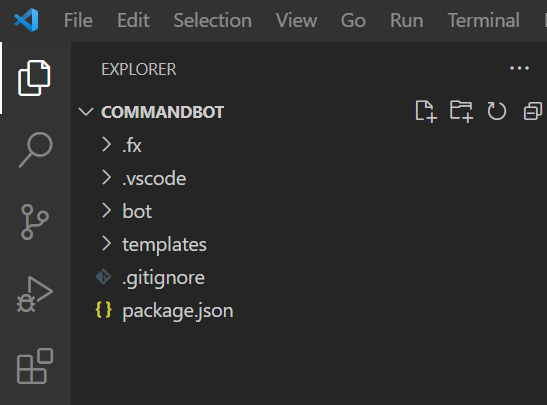 File Edit Selection View Go Run Terminal
EXPLORER
COMMANDBOT
.fx
.vscode
bot
templates
.gitignore
{} package.json